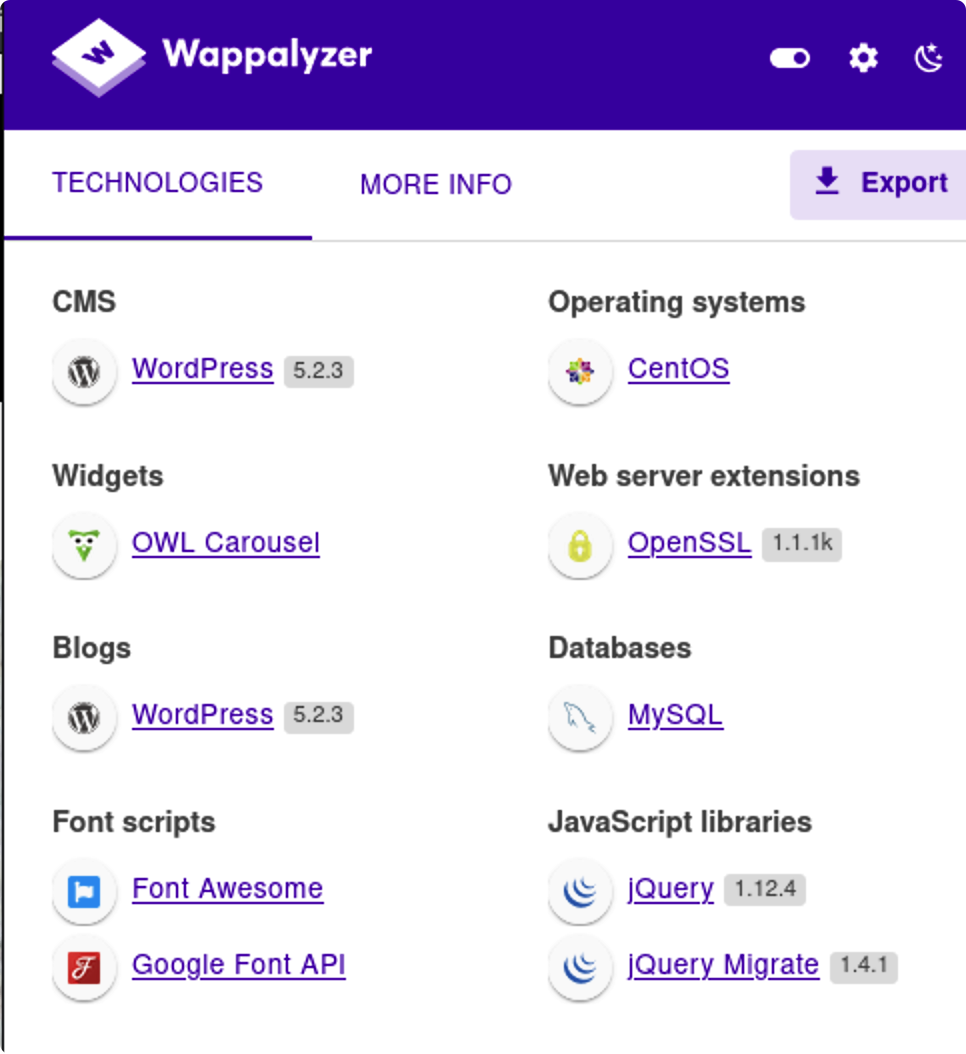 Wappalyzer
TECHNOLOGIES
MORE INFO
Export
CMS
WordPress 5.2.3
Operating systems
CentOS
Widgets
OWL Carousel
Web server extensions
OpenSSL 1.1.1k
Blogs
WordPress 5.2.3
Databases
MySQL
Font scripts
Font Awesome
Google Font API
JavaScript libraries
jQuery 1.12.4
jQuery Migrate 1.4.1